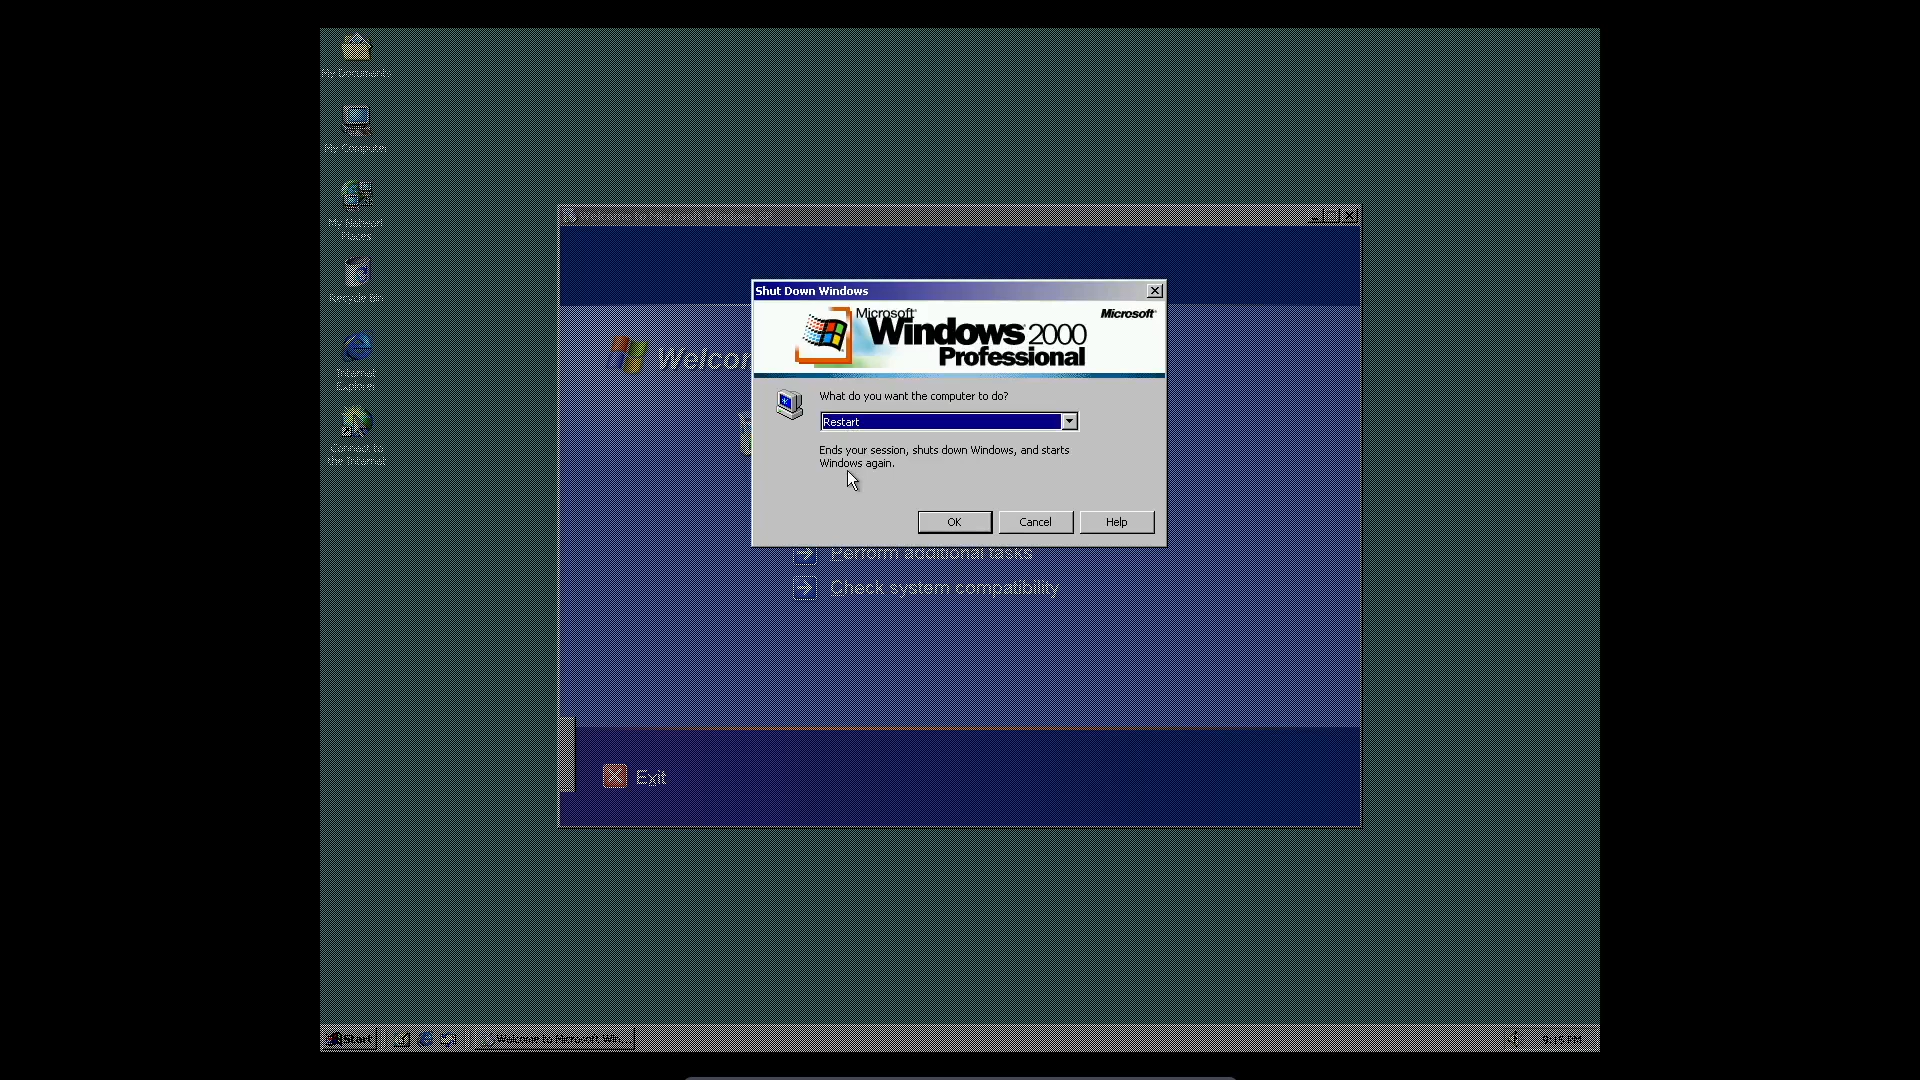 My Documents
My Computer
My Network
Places
Recycle Bin
Internet
Explorer
Connect to
the Internet
Shut Down Windows
Microsoft
Windows 2000
Professional
Microsoft
What do you want the computer to do?
Restart
Ends your session, shuts down Windows, and starts
Windows again.
OK
Cancel
Help
Perform additional tasks
Check system compatibility
Exit
Start
Welcome to Microsoft Win...